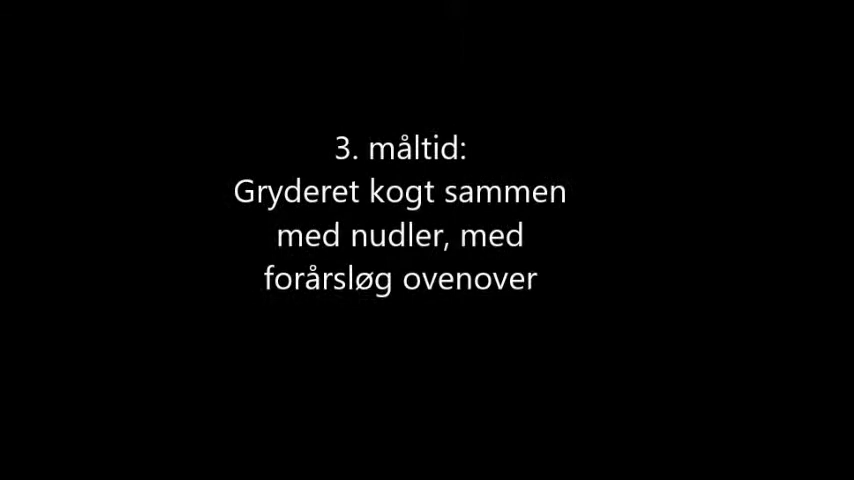 3. måltid:
Gryderet kogt sammen
med nudler, med
forårsløg ovenover